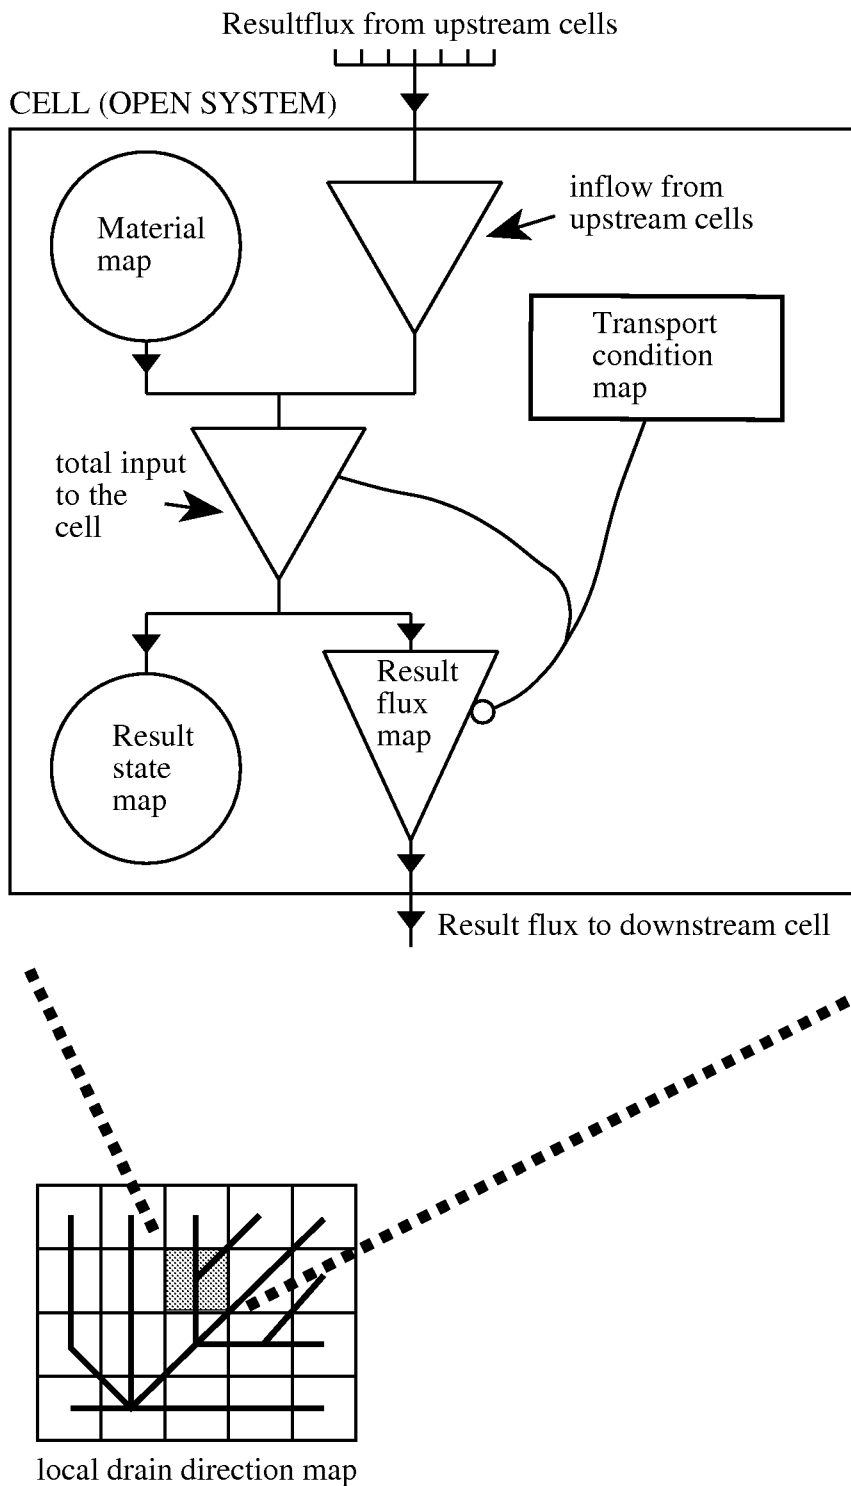 Resultflux from upstream cells
CELL (OPEN SYSTEM)
Material
map
inflow from
upstream cells
Transport
condition
map
total input
to the
cell
Result
flux
map
Result
state
map
Result flux to downstream cell
local drain direction map